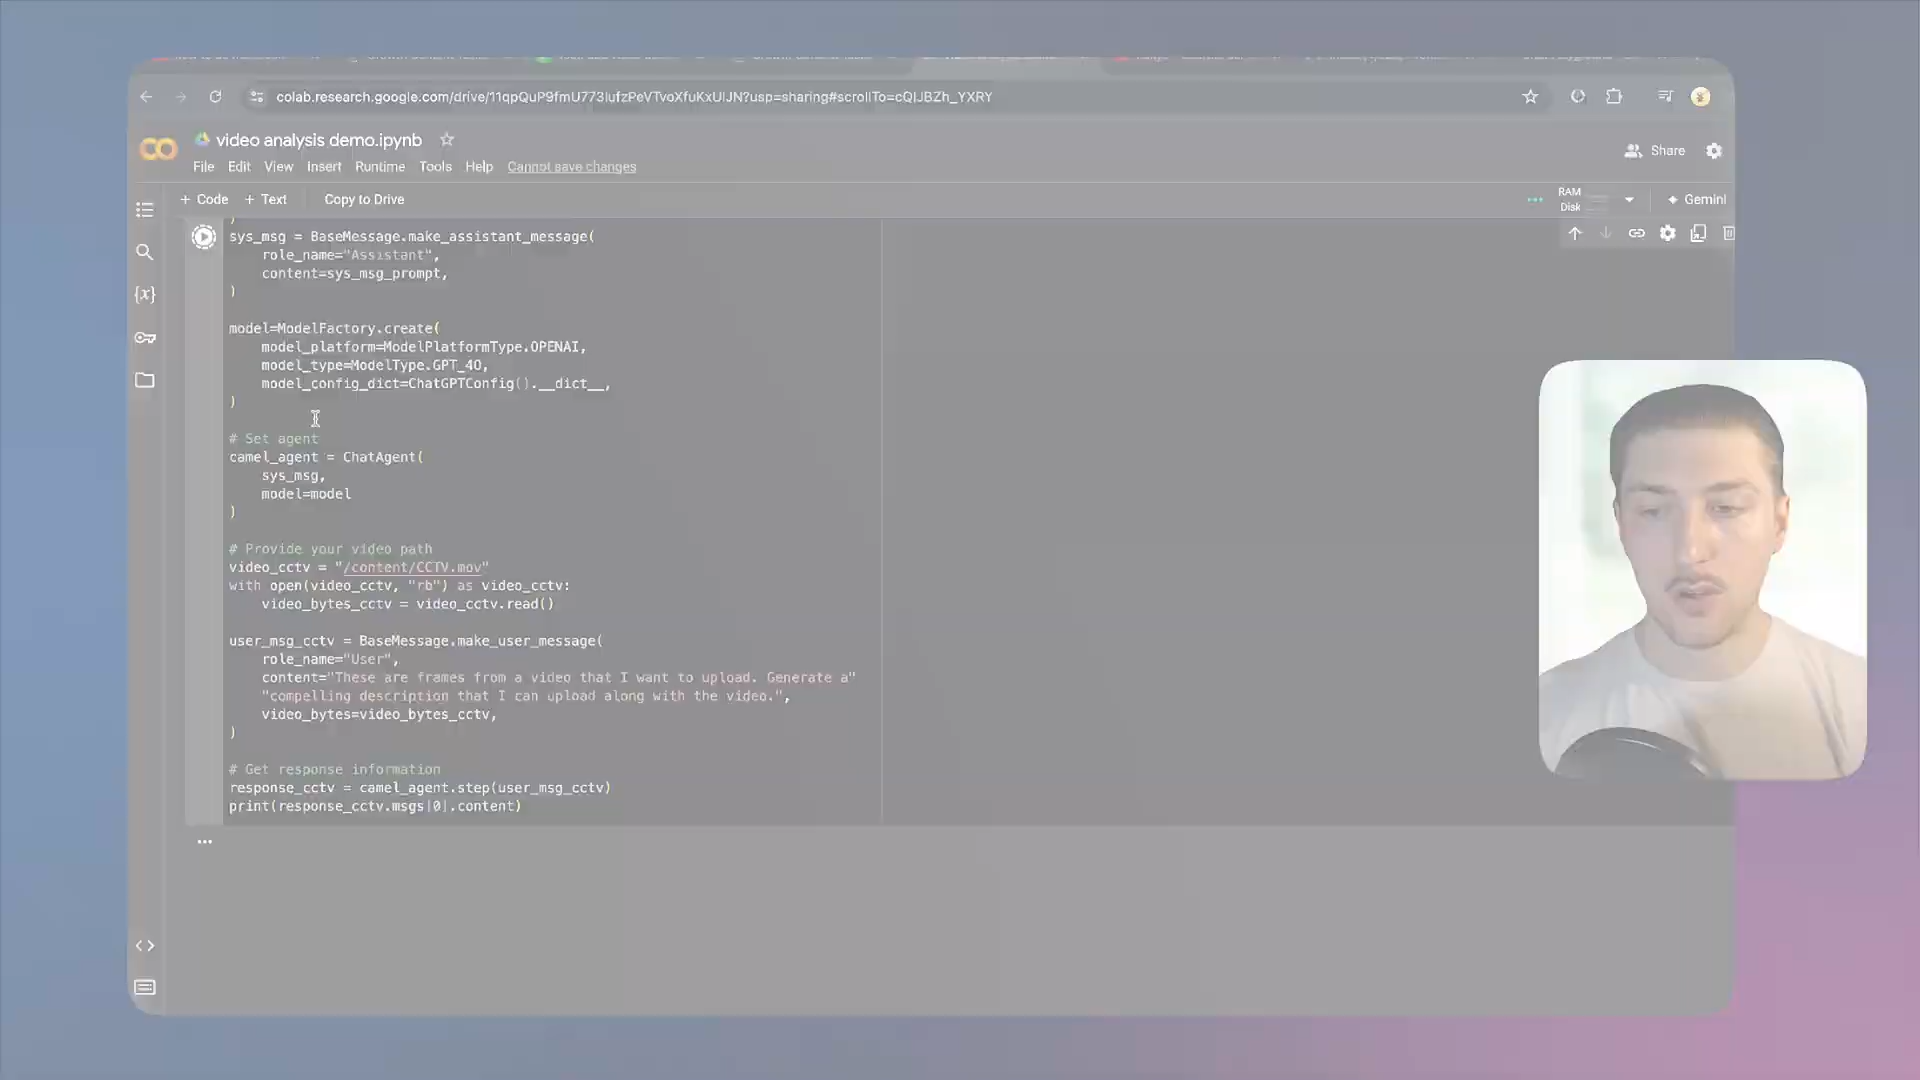 colab.research.google.com/drive/11qpQuP9fmU773IufzPeVTvoXfuKxUIJN?usp=sharing#scrollTo=cQIJBZh_YXRY
CO
video analysis demo.ipynb
File Edit View Insert Runtime Tools Help Cannot save changes
Share
+ Code + Text Copy to Drive
RAM
Disk
Gemini
)
sys_msg = BaseMessage.make_assistant_message(
role_name="Assistant",
content=sys_msg_prompt,
)
model=ModelFactory.create(
model_platform=ModelPlatformType.OPENAI,
model_type=ModelType.GPT_4O,
model_config_dict=ChatGPTConfig().__dict__,
)
# Set agent
camel_agent = ChatAgent(
sys_msg,
model=model
)
# Provide your video path
video_cctv = "/content/CCTV.mov"
with open(video_cctv, "rb") as video_cctv:
video_bytes_cctv = video_cctv.read()
user_msg_cctv = BaseMessage.make_user_message(
role_name="User",
content="These are frames from a video that I want to upload. Generate a"
"compelling description that I can upload along with the video.",
video_bytes=video_bytes_cctv,
)
# Get response information
response_cctv = camel_agent.step(user_msg_cctv)
print(response_cctv.msgs[0].content)